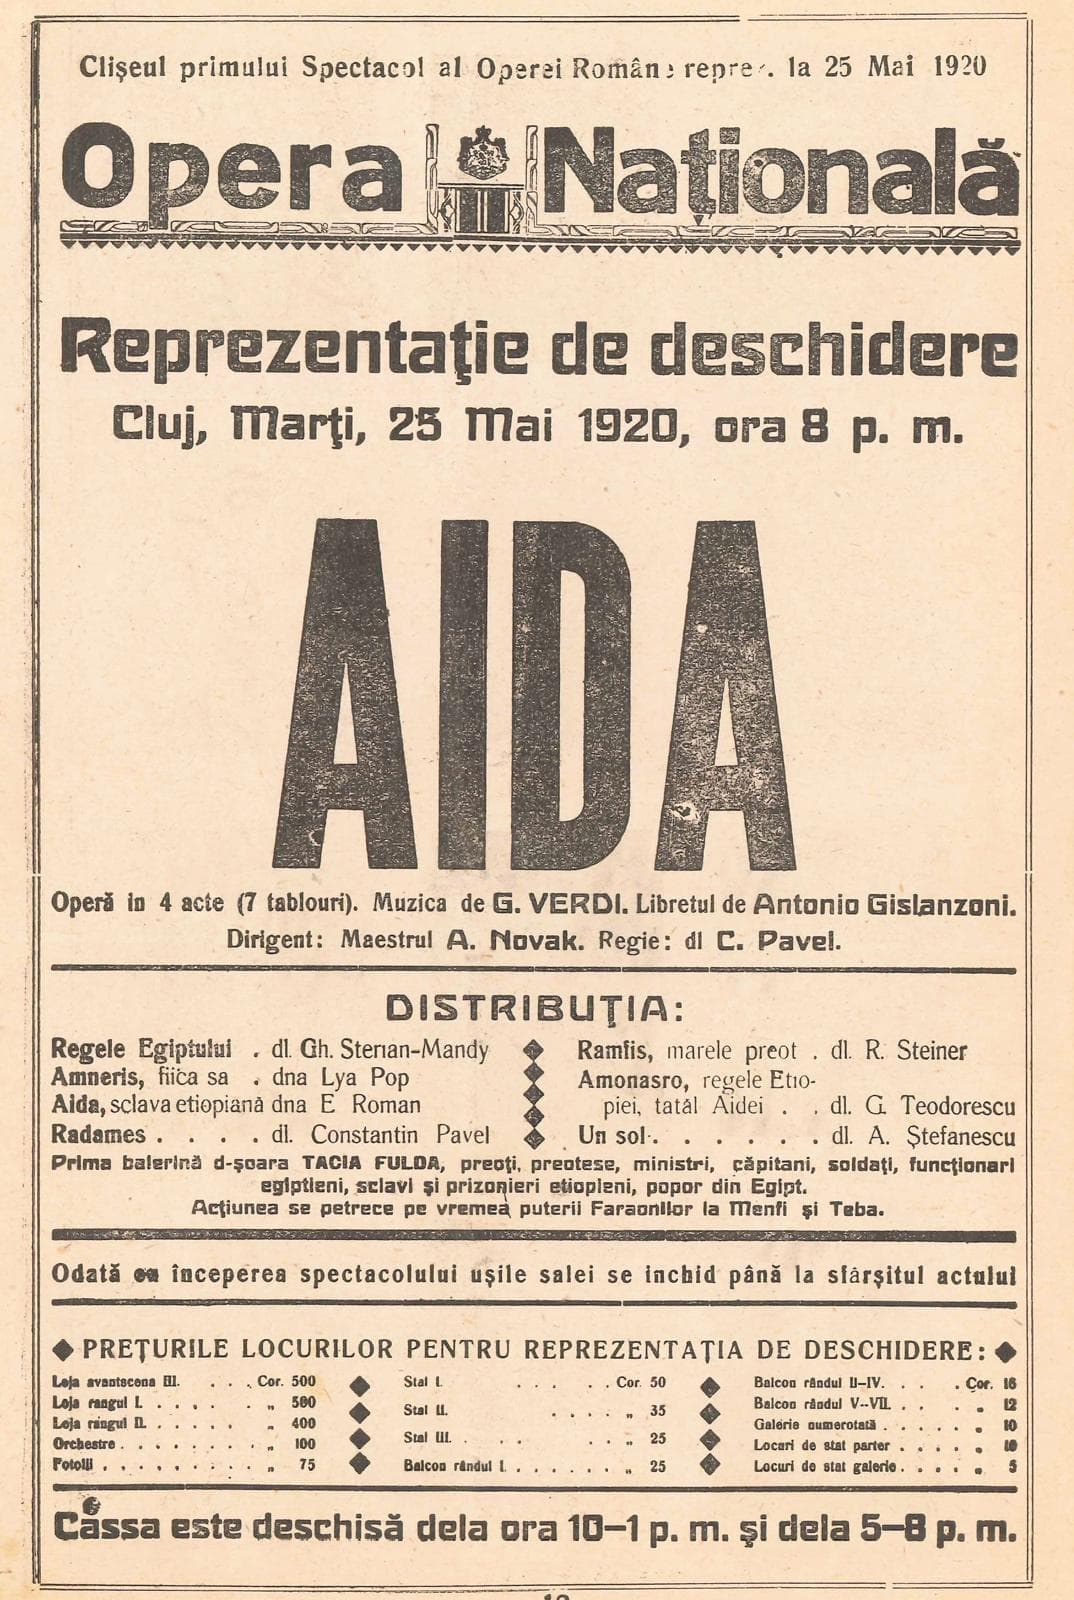 Clișeul primului Spectacol al Operei Române repre . la 25 Mai 1920
Opera Naţională
Reprezentaţie de deschidere
Cluj, Marţi, 25 Mai 1920, ora 8 p. m.
AIDA
Operă in 4 acte (7 tablouri). Muzica de G. VERDI. Libretul de Antonio Gislanzoni.
Dirigent: Maestrul A. Novak. Regie: dl C. Pavel.
DISTRIBUŢIA:
Regele Egiptului . dl. Gh. Sterian-Mandy
Amneris, fiica sa . dna Lya Pop
Aida, sclava etiopiană dna E Roman
Radames . . . . dl. Constantin Pavel
Ramfis, marele preot . dl. R. Steiner
Amonasro, regele Etio-
piei, tatăl Aidei . . dl. G. Teodorescu
Un sol . . . . . . . dl. A. Ştefanescu
Prima balerină d-şoara TACIA FULDA, preoţi, preotese, miniştri, căpitani, soldaţi, funcţionari
egiptieni, sclavi şi prizonieri etiopieni, popor din Egipt.
Acţiunea se petrece pe vremea puterii Faraonilor la Menfi şi Teba.
Odată cu începerea spectacolului uşile salei se închid până la sfârşitul actului
PREŢURILE LOCURILOR PENTRU REPREZENTAŢIA DE DESCHIDERE:
Loja avantscena III. . . . Cor. 500
Loja rangul I. . . . . . „ 500
Loja rangul II. . . . . . „ 400
Orchestre . . . . . . . . „ 100
Fotolii . . . . . . . . . „ 75
Stal I. . . . . . Cor. 50
Stal II. . . . . „ 35
Stal III. . . . . „ 25
Balcon rândul I. . . . . . . „ 25
Balcon rândul II–IV. . . . . Cor. 16
Balcon rândul V–VII. . . . „ 12
Galerie numerotată . . . . . „ 10
Locuri de stat parter . . . . „ 10
Locuri de stat galerie . . . . „ 5
Cassa este deschisă dela ora 10–1 p. m. şi dela 5–8 p. m.